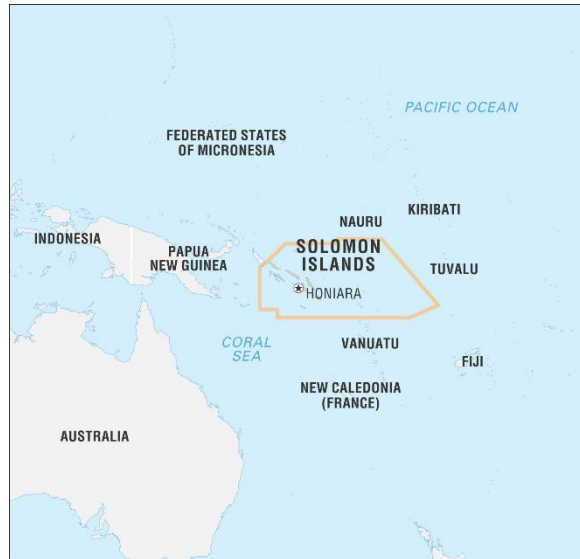 PACIFIC OCEAN
FEDERATED STATES
OF MICRONESIA
KIRIBATI
NAURU
INDONESIA
PAPUA
NEW GUINEA
SOLOMON
ISLANDS
TUVALU
HONIARA
CORAL
SEA
VANUATU
FIJI
NEW CALEDONIA
(FRANCE)
AUSTRALIA